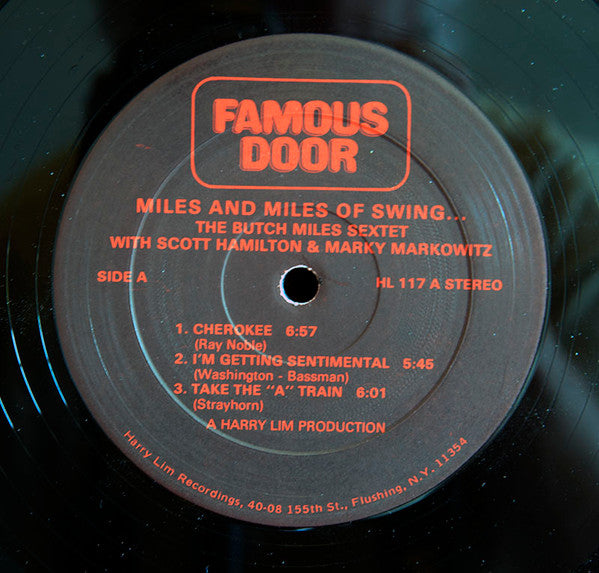 FAMOUS
DOOR
MILES AND MILES OF SWING...
THE BUTCH MILES SEXTET
WITH SCOTT HAMILTON & MARKY MARKOWITZ
SIDE A
HL 117 A STEREO
1. CHEROKEE 6:57
(Ray Noble)
2. I'M GETTING SENTIMENTAL 5:45
(Washington - Bassman)
3. TAKE THE "A" TRAIN 6:01
(Strayhorn)
A HARRY LIM PRODUCTION
Harry Lim Recordings, 40-08 155th St., Flushing, N.Y. 11354